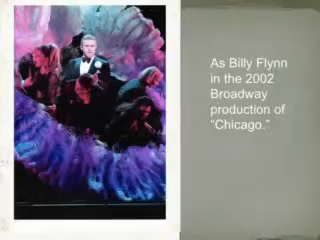 As Billy Flynn
in the 2002
Broadway
production of
“Chicago.”